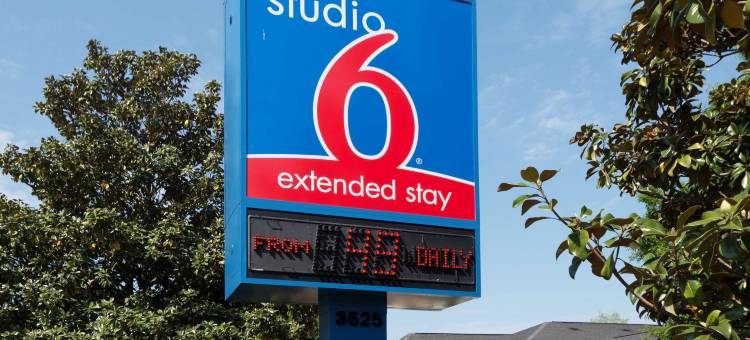 studio
6®
extended stay
FROM 49 DAILY
3525